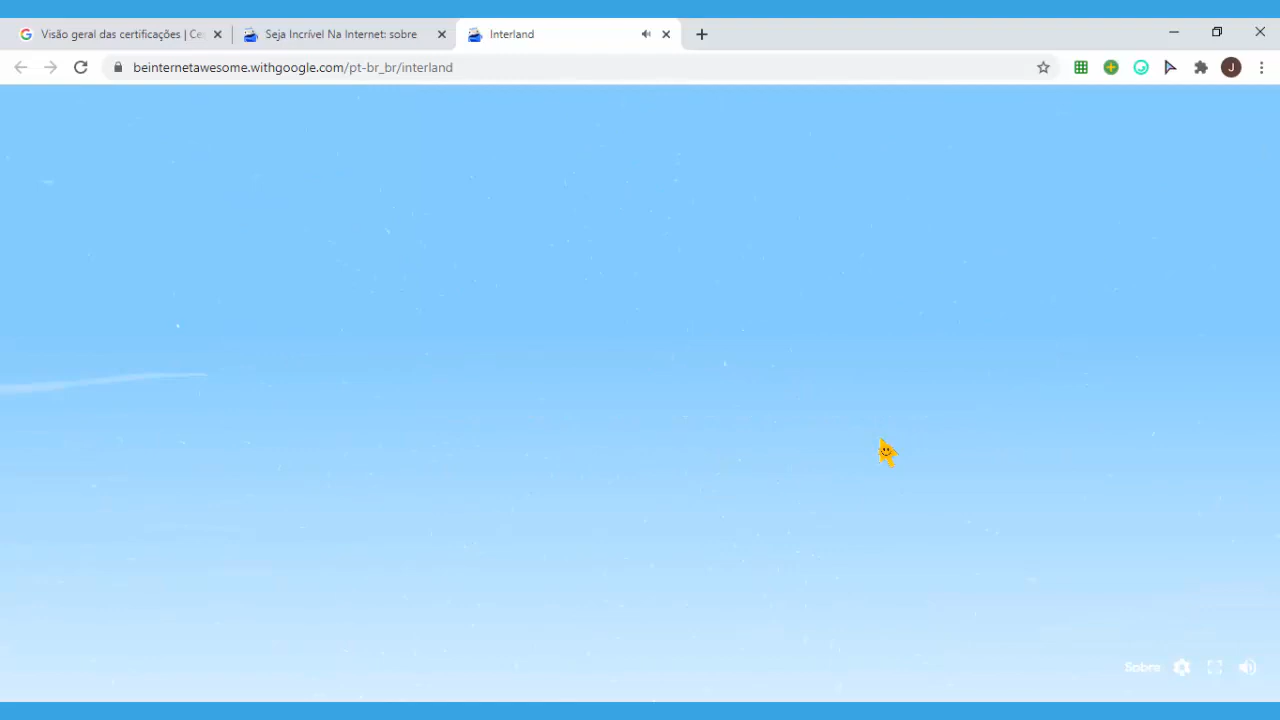 Visão geral das certificações | Ce
Seja Incrível Na Internet: sobre
Interland
beinternetawesome.withgoogle.com/pt-br_br/interland
J
Sobre